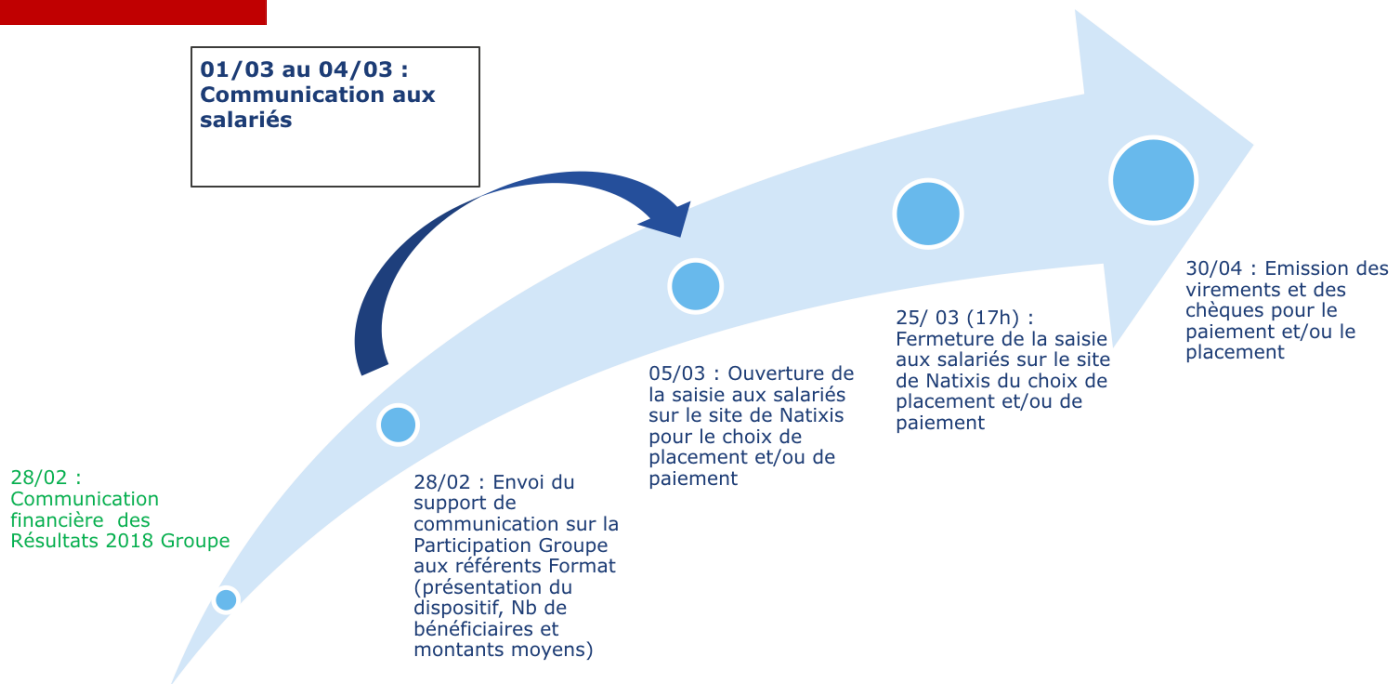 01/03 au 04/03 :
Communication aux
salariés
28/02 :
Communication
financière  des
Résultats 2018 Groupe
28/02 : Envoi du
support de
communication sur la
Participation Groupe
aux référents Format
(présentation du
dispositif, Nb de
bénéficiaires et
montants moyens)
05/03 : Ouverture de
la saisie aux salariés
sur le site de Natixis
pour le choix de
placement et/ou de
paiement
25/ 03 (17h) :
Fermeture de la saisie
aux salariés sur le site
de Natixis du choix de
placement et/ou de
paiement
30/04 : Emission des
virements et des
chèques pour le
paiement et/ou le
placement